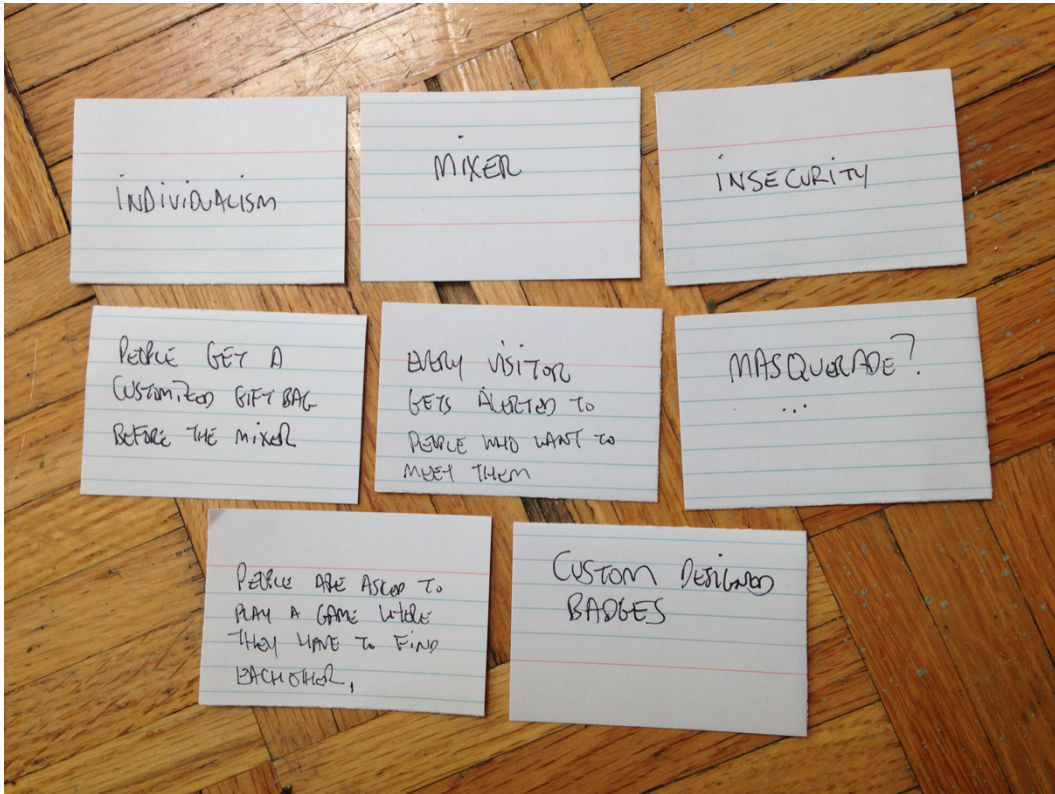 INDIVIDUALISM
MIXER
INSECURITY
PEOPLE GET A
CUSTOMIZED GIFT BAG
BEFORE THE MIXER
EVERY VISITOR
GETS ALERTED TO
PEOPLE WHO WANT TO
MEET THEM
MASQUERADE?
...
PEOPLE ARE ASKED TO
PLAY A GAME WHERE
THEY HAVE TO FIND
EACHOTHER,
CUSTOM DESIGNED
BADGES